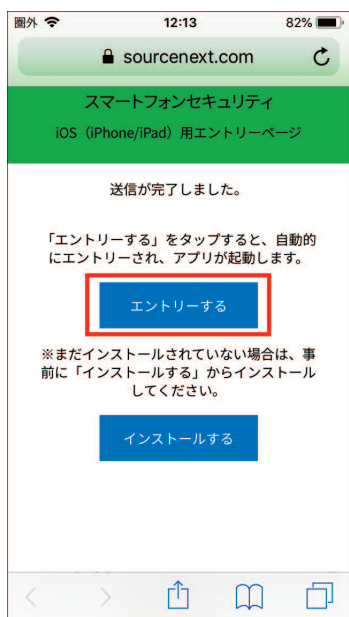 圏外 12:13 82%
sourcenext.com
スマートフォンセキュリティ
iOS（iPhone/iPad）用エントリーページ
送信が完了しました。
「エントリーする」をタップすると、自動的
にエントリーされ、アプリが起動します。
エントリーする
※まだインストールされていない場合は、事
前に「インストールする」からインストール
してください。
インストールする